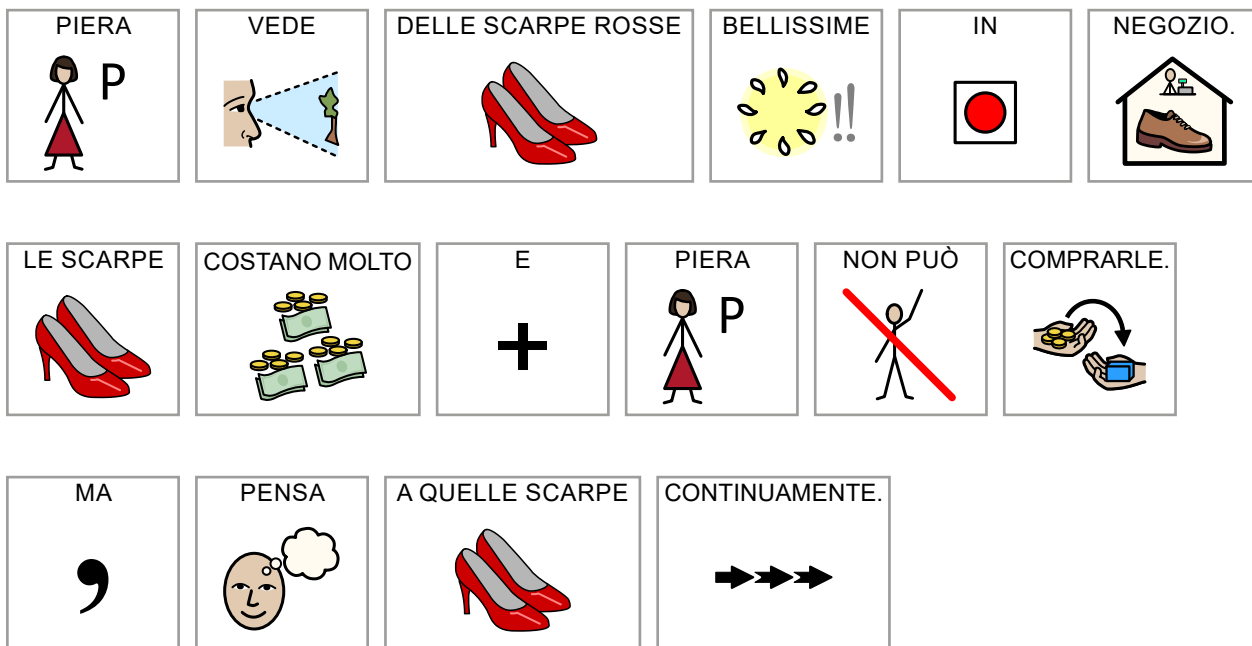 PIERA VEDE DELLE SCARPE ROSSE BELLISSIME IN NEGOZIO.
P
LE SCARPE COSTANO MOLTO E PIERA NON PUÒ COMPRARLE.
P
MA PENSA A QUELLE SCARPE CONTINUAMENTE.